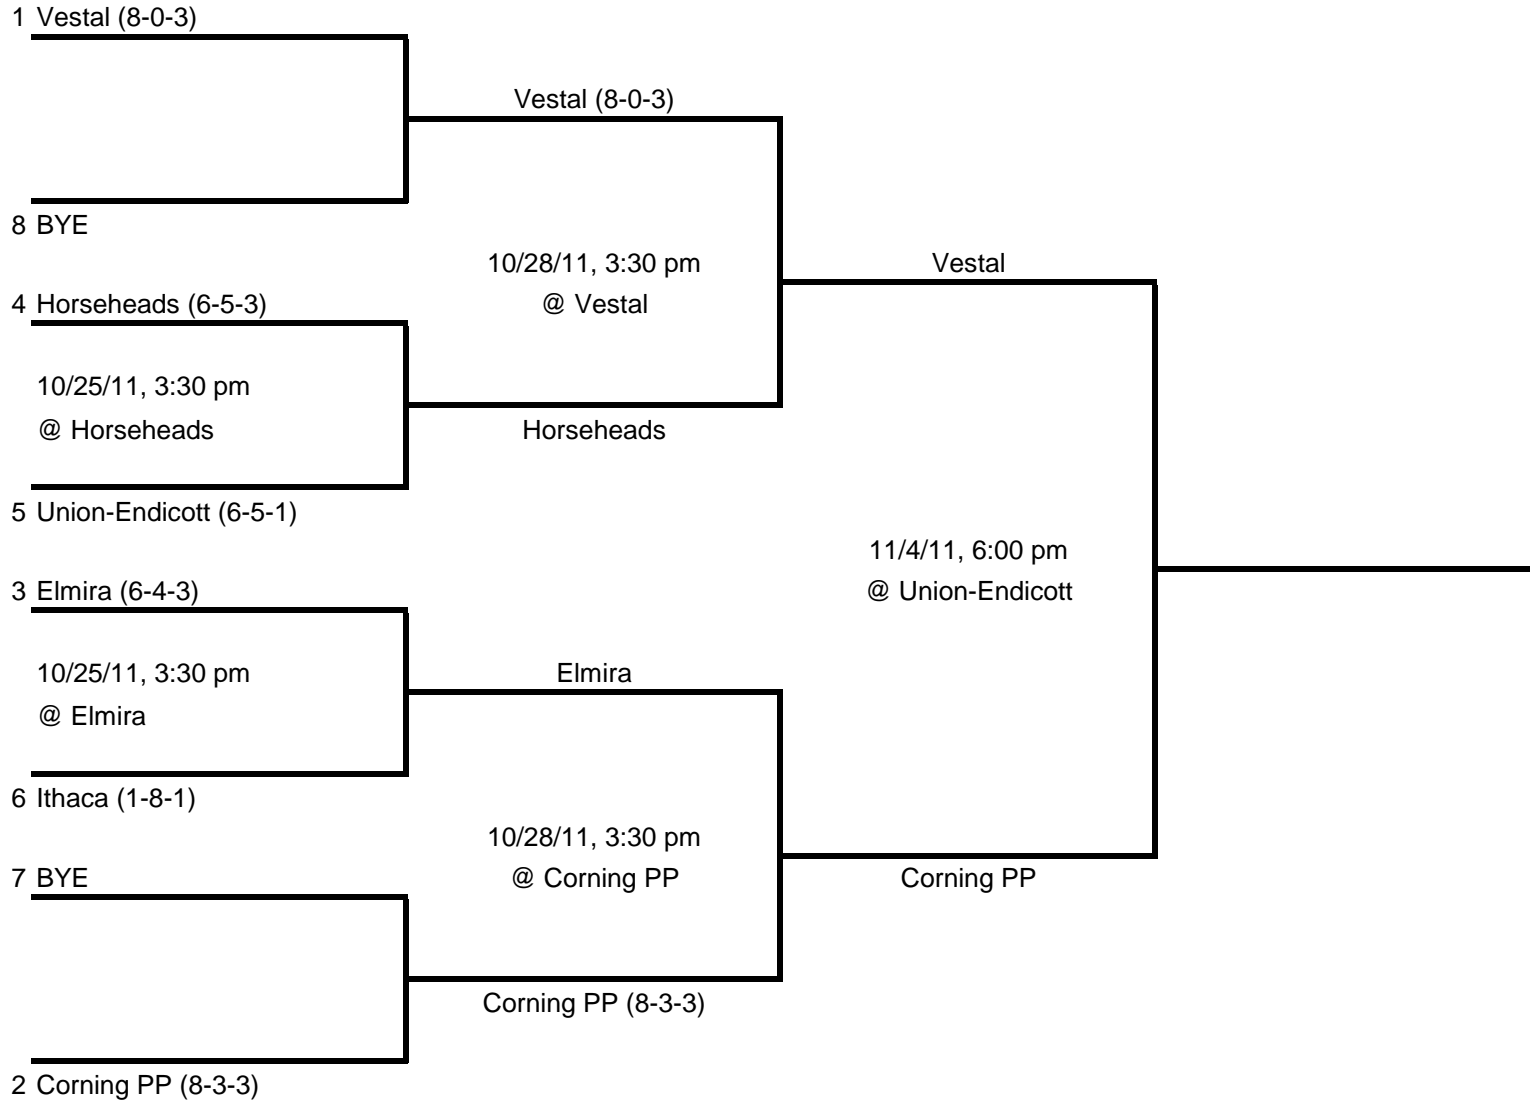 1 Vestal (8-0-3)
Vestal (8-0-3)
8 BYE
10/28/11, 3:30 pm
@ Vestal
Vestal
4 Horseheads (6-5-3)
10/25/11, 3:30 pm
@ Horseheads
Horseheads
5 Union-Endicott (6-5-1)
11/4/11, 6:00 pm
@ Union-Endicott
3 Elmira (6-4-3)
10/25/11, 3:30 pm
@ Elmira
Elmira
6 Ithaca (1-8-1)
10/28/11, 3:30 pm
@ Corning PP
Corning PP
7 BYE
Corning PP (8-3-3)
2 Corning PP (8-3-3)